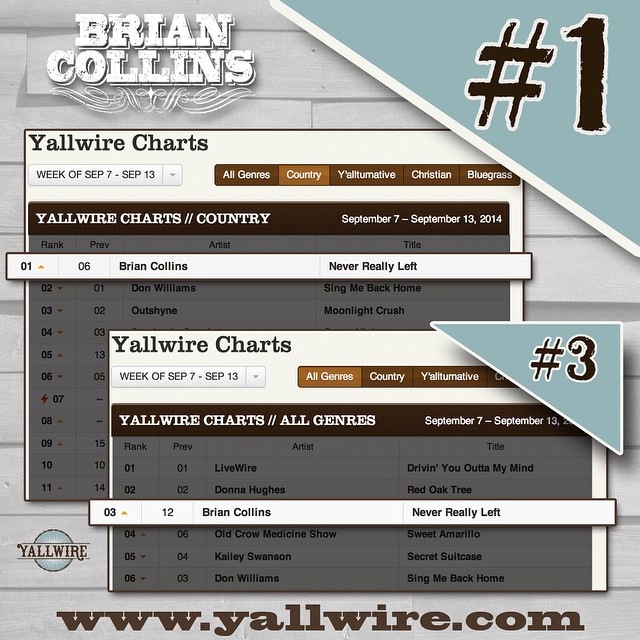 BRIAN
COLLINS
#1
Yallwire Charts
WEEK OF SEP 7 - SEP 13
All Genres Country Y'allturnative Christian Bluegrass
YALLWIRE CHARTS // COUNTRY September 7 – September 13, 2014
Rank Prev Artist Title
01 06 Brian Collins Never Really Left
02 01 Don Williams Sing Me Back Home
03 02 Outshyne Moonlight Crush
04 03
05 13
06 05
07 --
08 --
09 15
10 10
11 14
#3
Yallwire Charts
WEEK OF SEP 7 - SEP 13
All Genres Country Y'allturnative
YALLWIRE CHARTS // ALL GENRES September 7 – September 13,
Rank Prev Artist Title
01 01 LiveWire Drivin' You Outta My Mind
02 02 Donna Hughes Red Oak Tree
03 12 Brian Collins Never Really Left
04 06 Old Crow Medicine Show Sweet Amarillo
05 04 Kailey Swanson Secret Suitcase
06 03 Don Williams Sing Me Back Home
YALLWIRE
www.yallwire.com